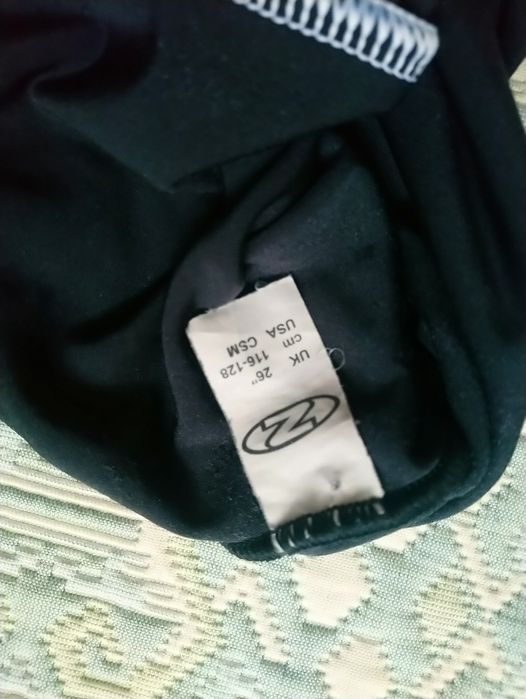 Z
UK 26"
cm 116-128
USA CSM